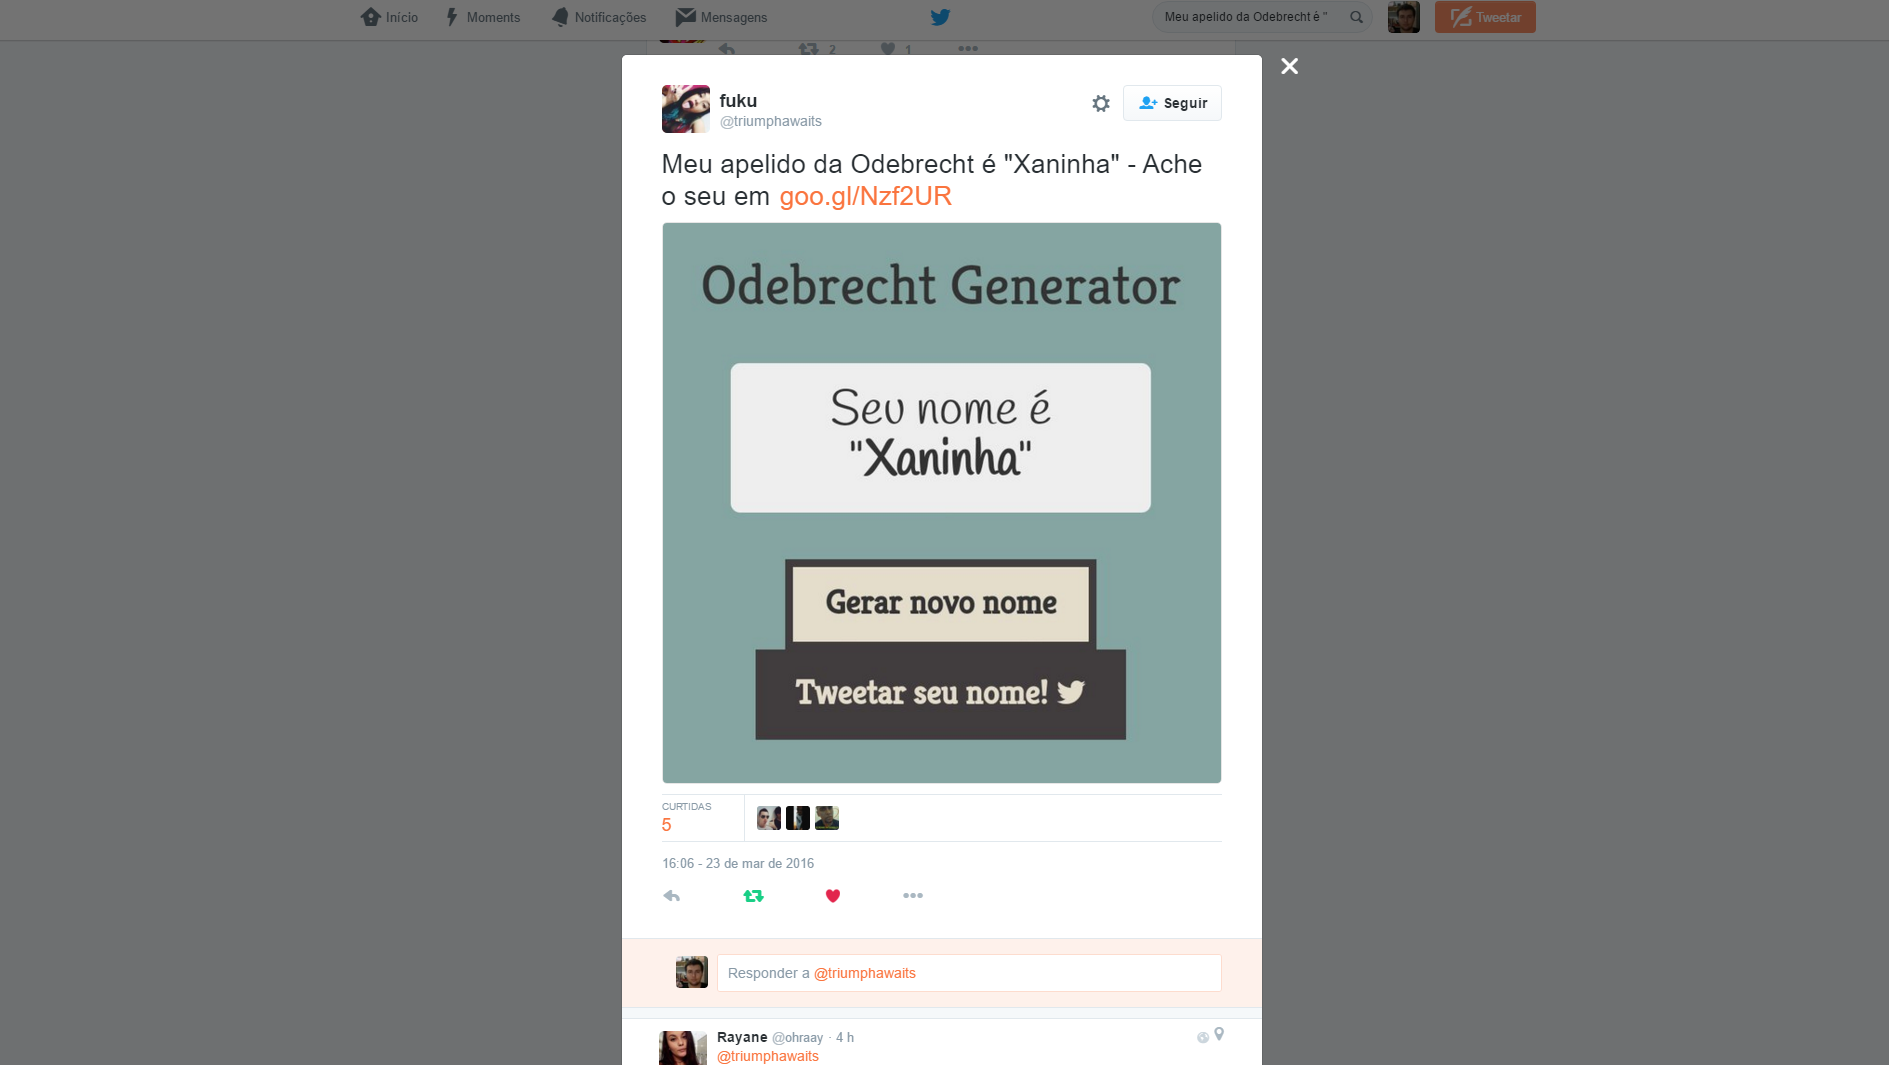 Início
Moments
Notificações
Mensagens
Meu apelido da Odebrecht é "
Tweetar
2
1
fuku
@triumphawaits
Seguir
Meu apelido da Odebrecht é "Xaninha" - Ache
o seu em goo.gl/Nzf2UR
Odebrecht Generator
Seu nome é
"Xaninha"
Gerar novo nome
Tweetar seu nome!
CURTIDAS
5
16:06 - 23 de mar de 2016
Responder a @triumphawaits
Rayane @ohraay · 4 h
@triumphawaits